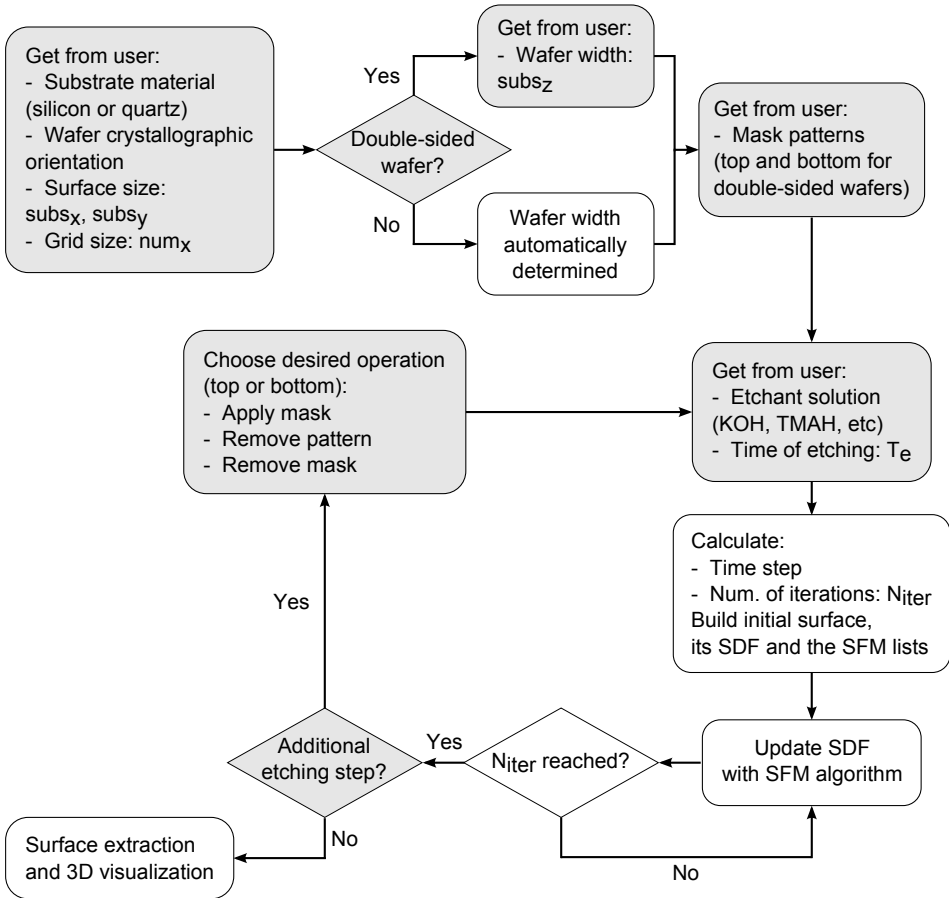 Get from user:
- Substrate material
(silicon or quartz)
- Wafer crystallographic
orientation
- Surface size:
subsx, subsy
- Grid size: numx
Yes
Double-sided
wafer?
No
Get from user:
- Wafer width:
subsz
Wafer width
automatically
determined
Get from user:
- Mask patterns
(top and bottom for
double-sided wafers)
Choose desired operation
(top or bottom):
- Apply mask
- Remove pattern
- Remove mask
Get from user:
- Etchant solution
(KOH, TMAH, etc)
- Time of etching: Te
Calculate:
- Time step
- Num. of iterations: Niter
Build initial surface,
its SDF and the SFM lists
Yes
Additional
etching step?
Yes
Niter reached?
Update SDF
with SFM algorithm
No
No
Surface extraction
and 3D visualization